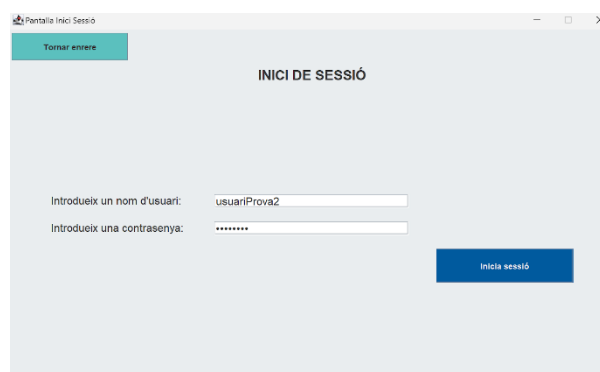 Pantalla Inici Sessió
Tornar enrere
INICI DE SESSIÓ
Introdueix un nom d'usuari: usuariProva2
Introdueix una contrasenya: ••••••••
Inicia sessió